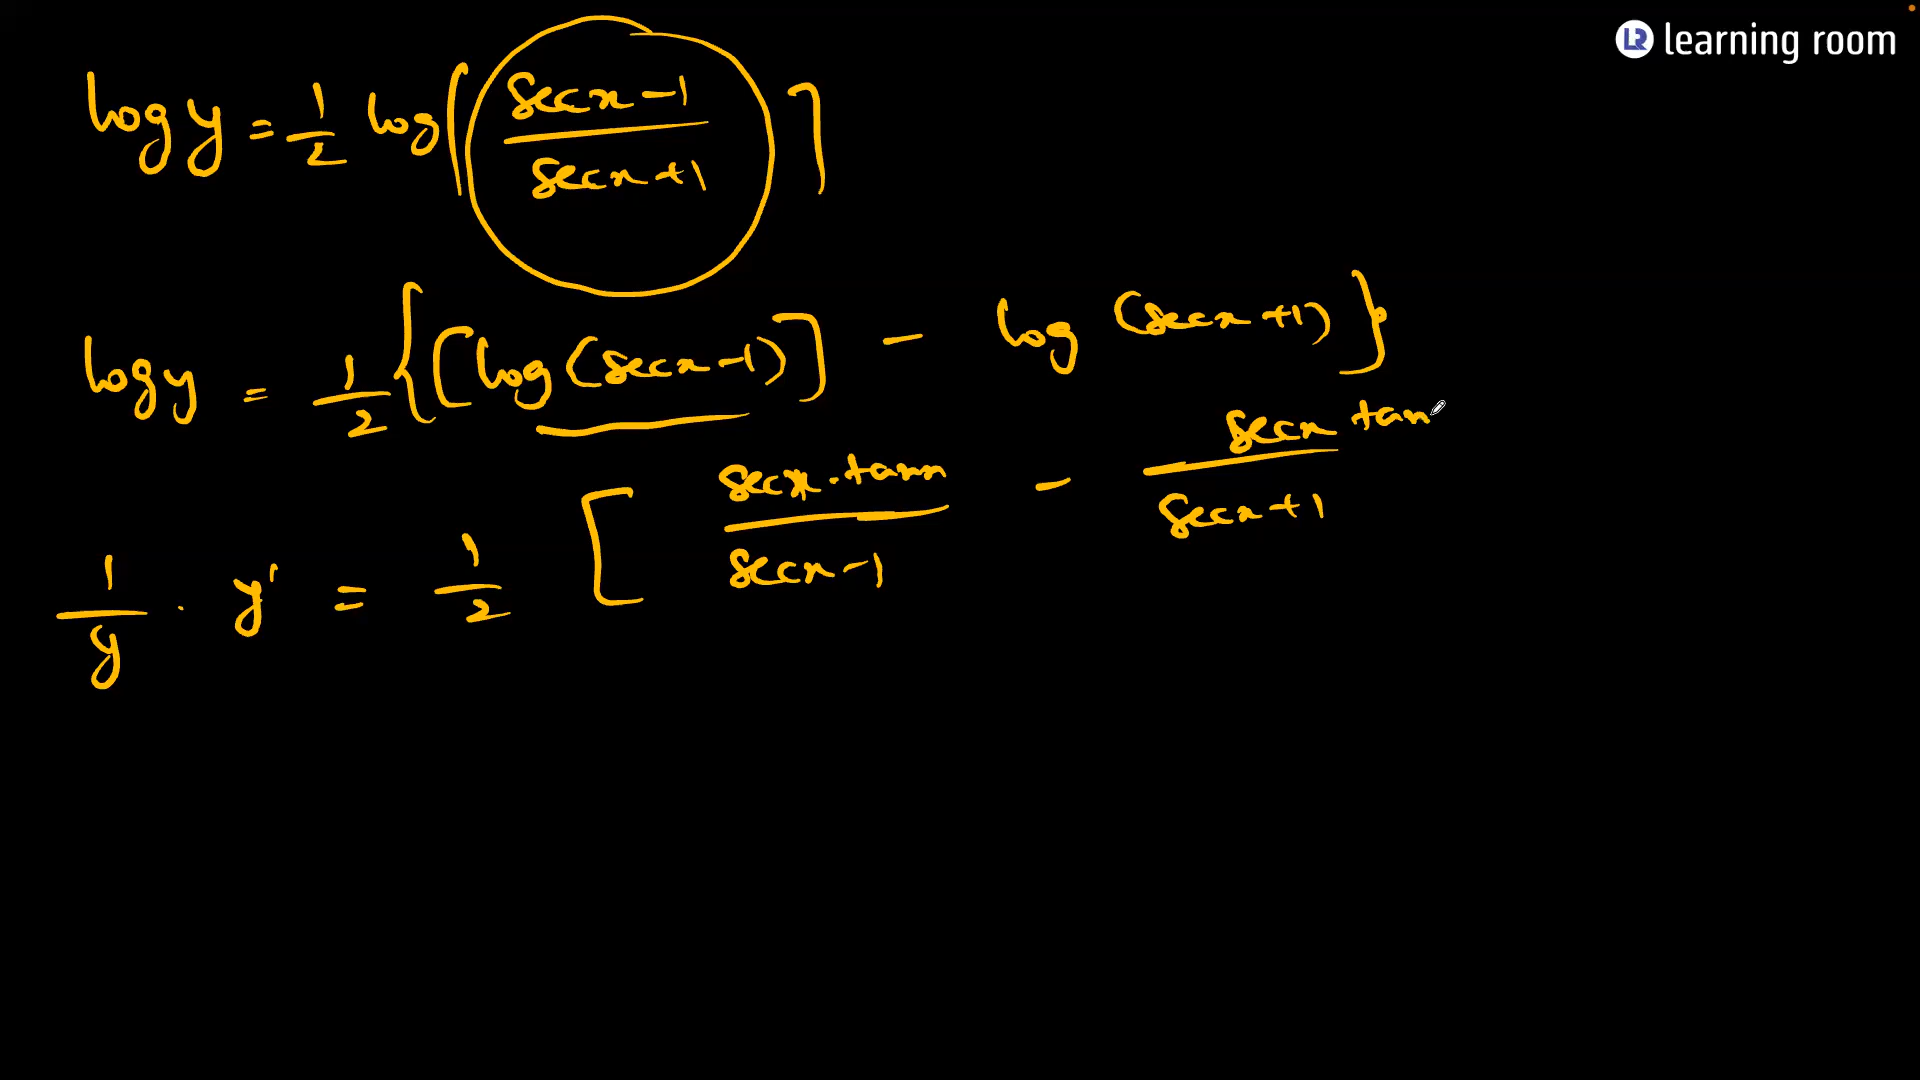 learning room
log y = 1/2 log [ secx-1 / secx+1 ]
log y = 1/2 { [ log (secx-1) ] - log (secx+1) }
1/y . y' = 1/2 [ secx.tanx / secx-1 - secx tan / secx+1